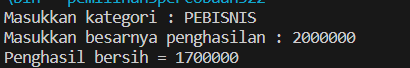 Masukkan kategori : PEBISNIS
Masukkan besarnya penghasilan : 2000000
Penghasil bersih = 1700000